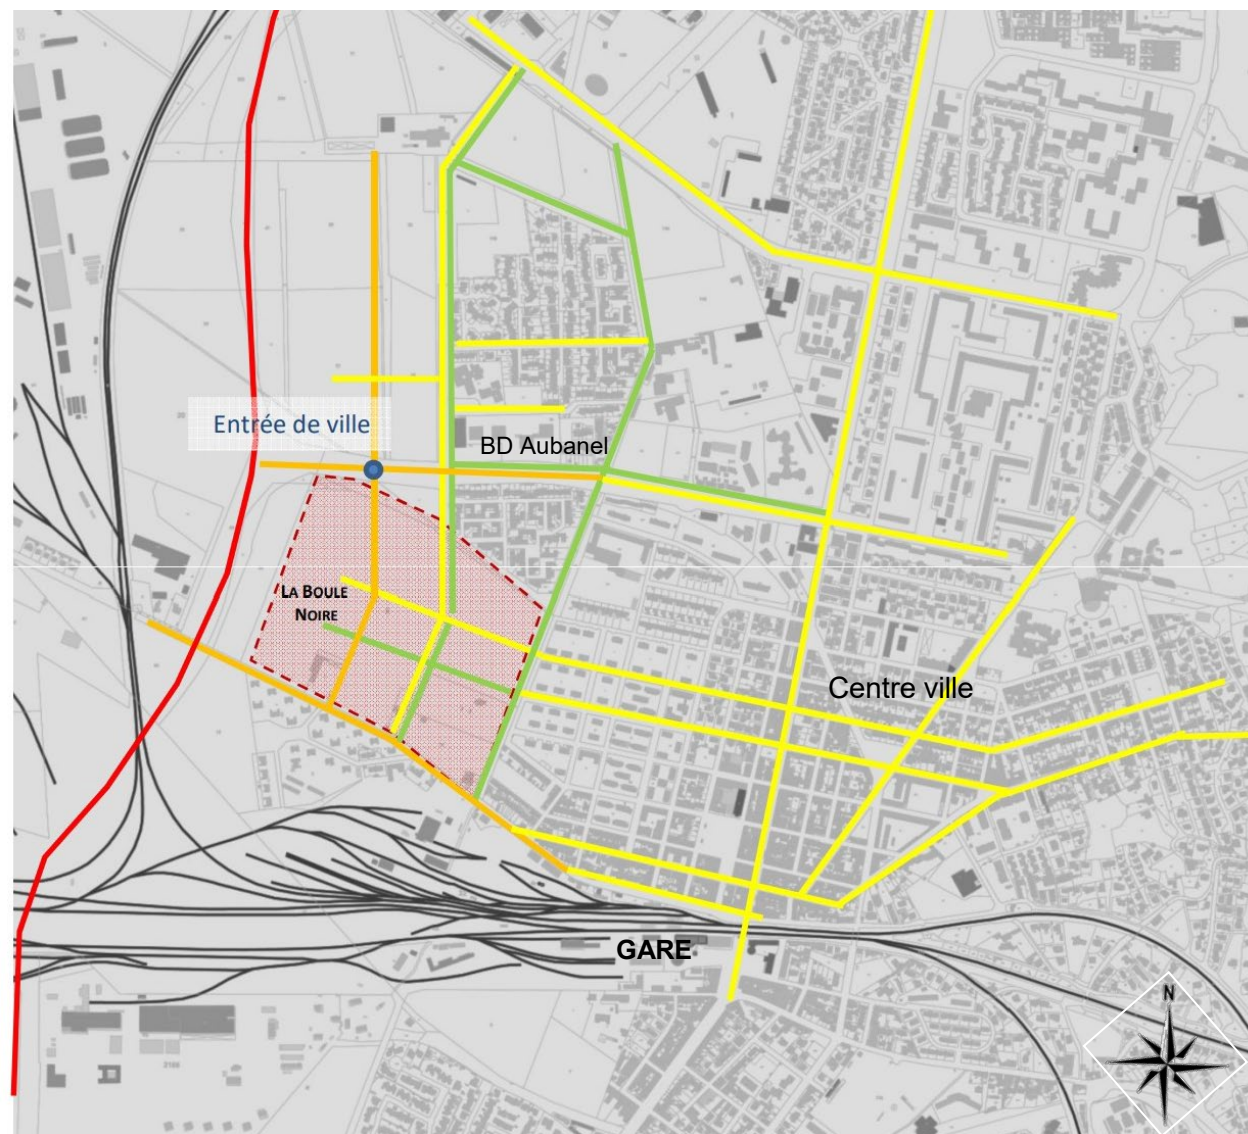 Entrée de ville
BD Aubanel
LA BOULE
NOIRE
Centre ville
GARE
N